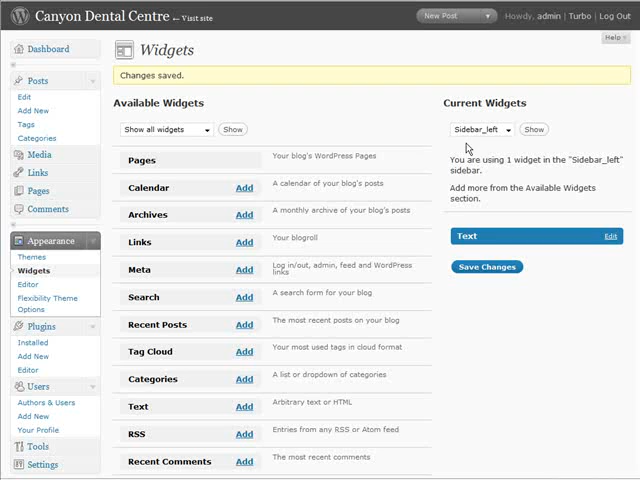 Canyon Dental Centre ← Visit site
New Post
Howdy, admin | Turbo | Log Out
Help
Dashboard
Posts
Edit
Add New
Tags
Categories
Media
Links
Pages
Comments
Appearance
Themes
Widgets
Editor
Flexibility Theme
Options
Plugins
Installed
Add New
Editor
Users
Authors & Users
Add New
Your Profile
Tools
Settings
Widgets
Changes saved.
Available Widgets
Show all widgets Show
Pages Your blog's WordPress Pages
Calendar Add A calendar of your blog's posts
Archives Add A monthly archive of your blog's posts
Links Add Your blogroll
Meta Add Log in/out, admin, feed and WordPress
links
Search Add A search form for your blog
Recent Posts Add The most recent posts on your blog
Tag Cloud Add Your most used tags in cloud format
Categories Add A list or dropdown of categories
Text Add Arbitrary text or HTML
RSS Add Entries from any RSS or Atom feed
Recent Comments Add The most recent comments
Current Widgets
Sidebar_left Show
You are using 1 widget in the "Sidebar_left"
sidebar.
Add more from the Available Widgets
section.
Text Edit
Save Changes